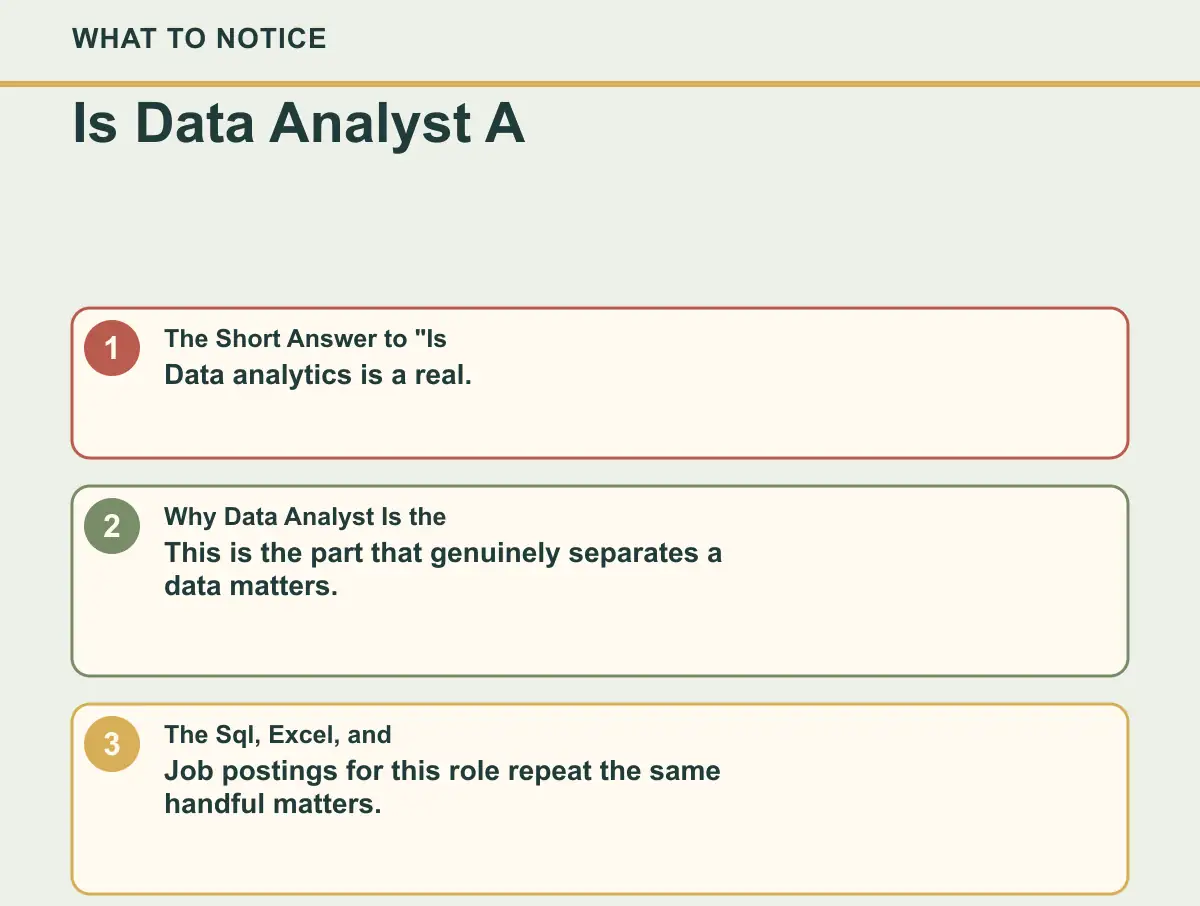 WHAT TO NOTICE
Is Data Analyst A
1
The Short Answer to "Is
Data analytics is a real.
2
Why Data Analyst Is the
This is the part that genuinely separates a
data matters.
3
The Sql, Excel, and
Job postings for this role repeat the same
handful matters.